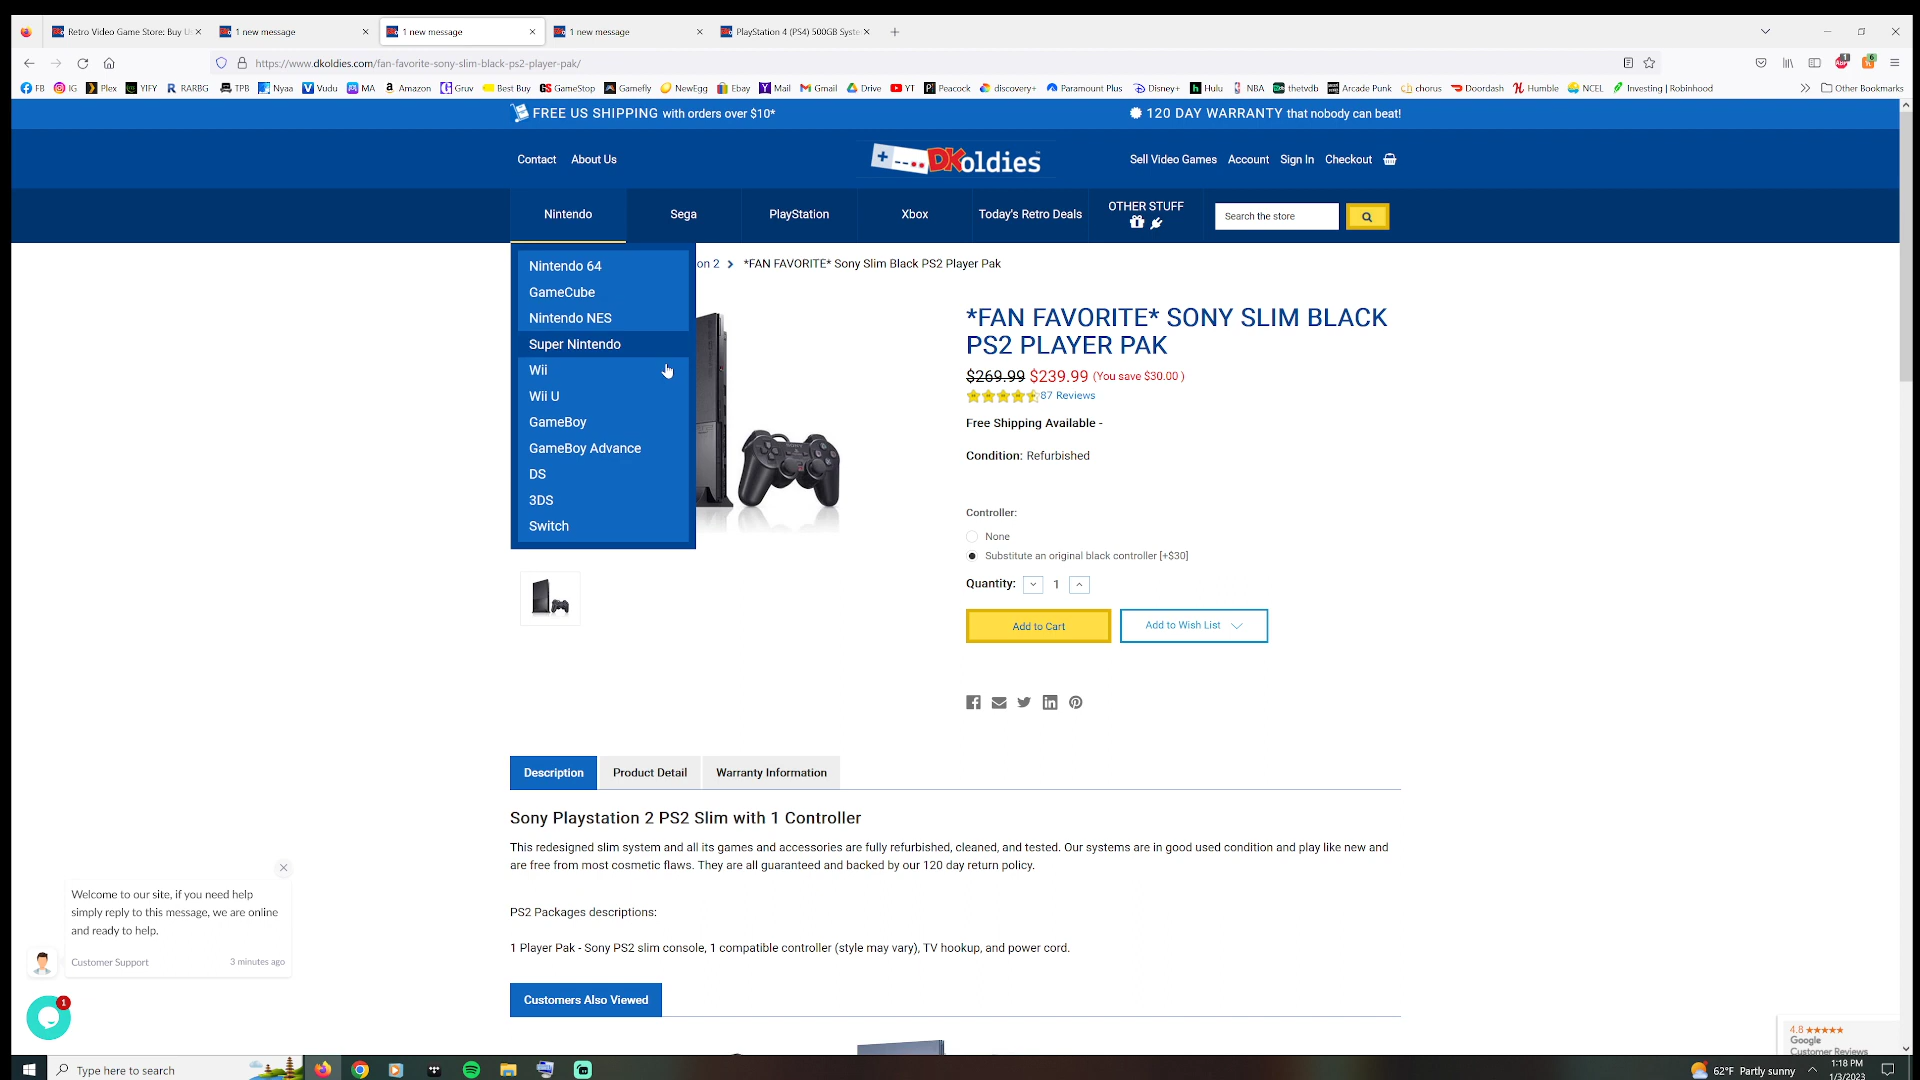 Retro Video Game Store: Buy Us
1 new message
1 new message
1 new message
PlayStation 4 (PS4) 500GB Syste
https://www.dkoldies.com/fan-favorite-sony-slim-black-ps2-player-pak/
FB IG Plex YIFY RARBG TPB Nyaa Vudu MA Amazon Gruv Best Buy GameStop Gamefly NewEgg Ebay Mail Gmail Drive YT Peacock discovery+ Paramount Plus Disney+ Hulu NBA thetvdb Arcade Punk chorus Doordash Humble NCEL Investing | Robinhood Other Bookmarks
FREE US SHIPPING with orders over $10*
120 DAY WARRANTY that nobody can beat!
Contact About Us
DKoldies™
Sell Video Games Account Sign In Checkout
Nintendo Sega PlayStation Xbox Today's Retro Deals OTHER STUFF
Search the store
Nintendo 64
GameCube
Nintendo NES
Super Nintendo
Wii
Wii U
GameBoy
GameBoy Advance
DS
3DS
Switch
on 2 > *FAN FAVORITE* Sony Slim Black PS2 Player Pak
*FAN FAVORITE* SONY SLIM BLACK
PS2 PLAYER PAK
$269.99 $239.99 (You save $30.00 )
87 Reviews
Free Shipping Available -
Condition: Refurbished
Controller:
None
Substitute an original black controller [+$30]
Quantity: 1
Add to Cart
Add to Wish List
Description Product Detail Warranty Information
Sony Playstation 2 PS2 Slim with 1 Controller
This redesigned slim system and all its games and accessories are fully refurbished, cleaned, and tested. Our systems are in good used condition and play like new and
are free from most cosmetic flaws. They are all guaranteed and backed by our 120 day return policy.
PS2 Packages descriptions:
1 Player Pak - Sony PS2 slim console, 1 compatible controller (style may vary), TV hookup, and power cord.
Customers Also Viewed
Welcome to our site, if you need help
simply reply to this message, we are online
and ready to help.
Customer Support 3 minutes ago
1
4.8
Google
Customer Reviews
Type here to search
62°F Partly sunny
1:18 PM
1/3/2023